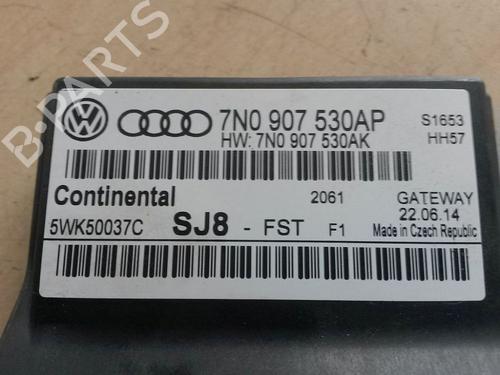 B-PARTS
7N0 907 530AP S1653
HW: 7N0 907 530AK HH57
Continental 2061 GATEWAY
5WK50037C SJ8 - FST F1 22.06.14
Made in Czech Republic